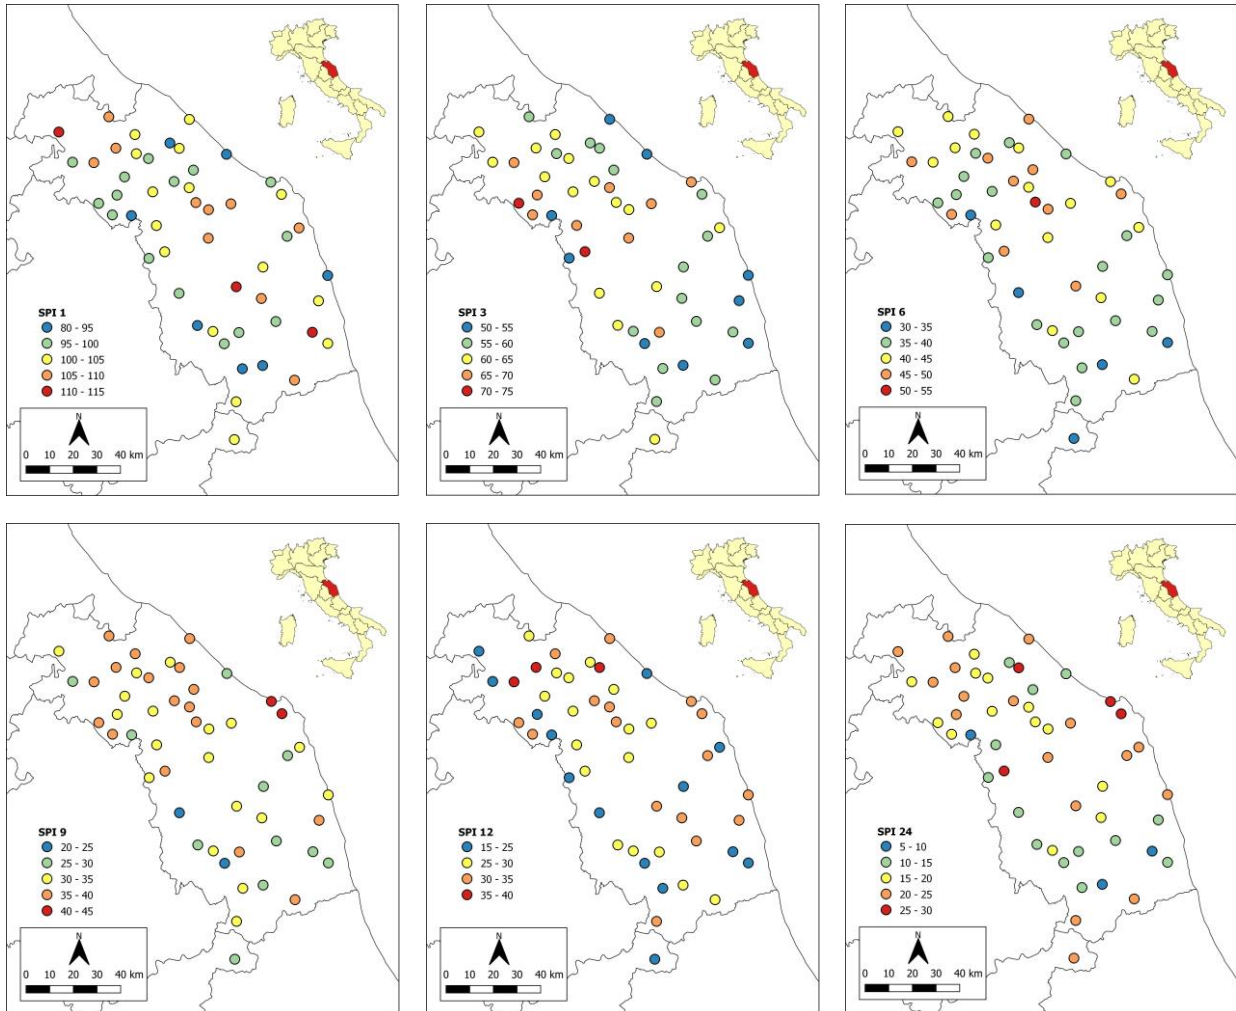 SPI 1
80 - 95
95 - 100
100 - 105
105 - 110
110 - 115
N
0 10 20 30 40 km
SPI 3
50 - 55
55 - 60
60 - 65
65 - 70
70 - 75
N
0 10 20 30 40 km
SPI 6
30 - 35
35 - 40
40 - 45
45 - 50
50 - 55
N
0 10 20 30 40 km
SPI 9
20 - 25
25 - 30
30 - 35
35 - 40
40 - 45
N
0 10 20 30 40 km
SPI 12
15 - 25
25 - 30
30 - 35
35 - 40
N
0 10 20 30 40 km
SPI 24
5 - 10
10 - 15
15 - 20
20 - 25
25 - 30
N
0 10 20 30 40 km